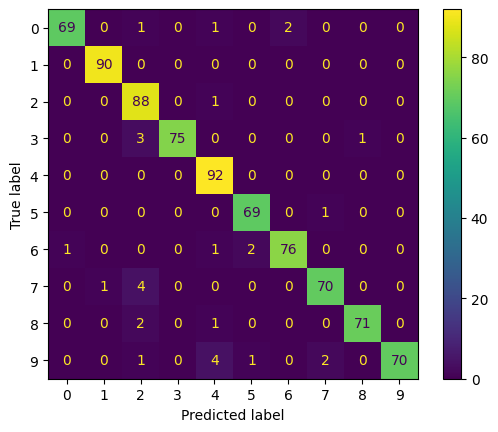 0 69 0 1 0 1 0 2 0 0 0
1 0 90 0 0 0 0 0 0 0 0
2 0 0 88 0 1 0 0 0 0 0
3 0 0 3 75 0 0 0 0 1 0
4 0 0 0 0 92 0 0 0 0 0
5 0 0 0 0 0 69 0 1 0 0
6 1 0 0 0 1 2 76 0 0 0
7 0 1 4 0 0 0 0 70 0 0
8 0 0 2 0 1 0 0 0 71 0
9 0 0 1 0 4 1 0 2 0 70
0 1 2 3 4 5 6 7 8 9
Predicted label
True label
80
60
40
20
0